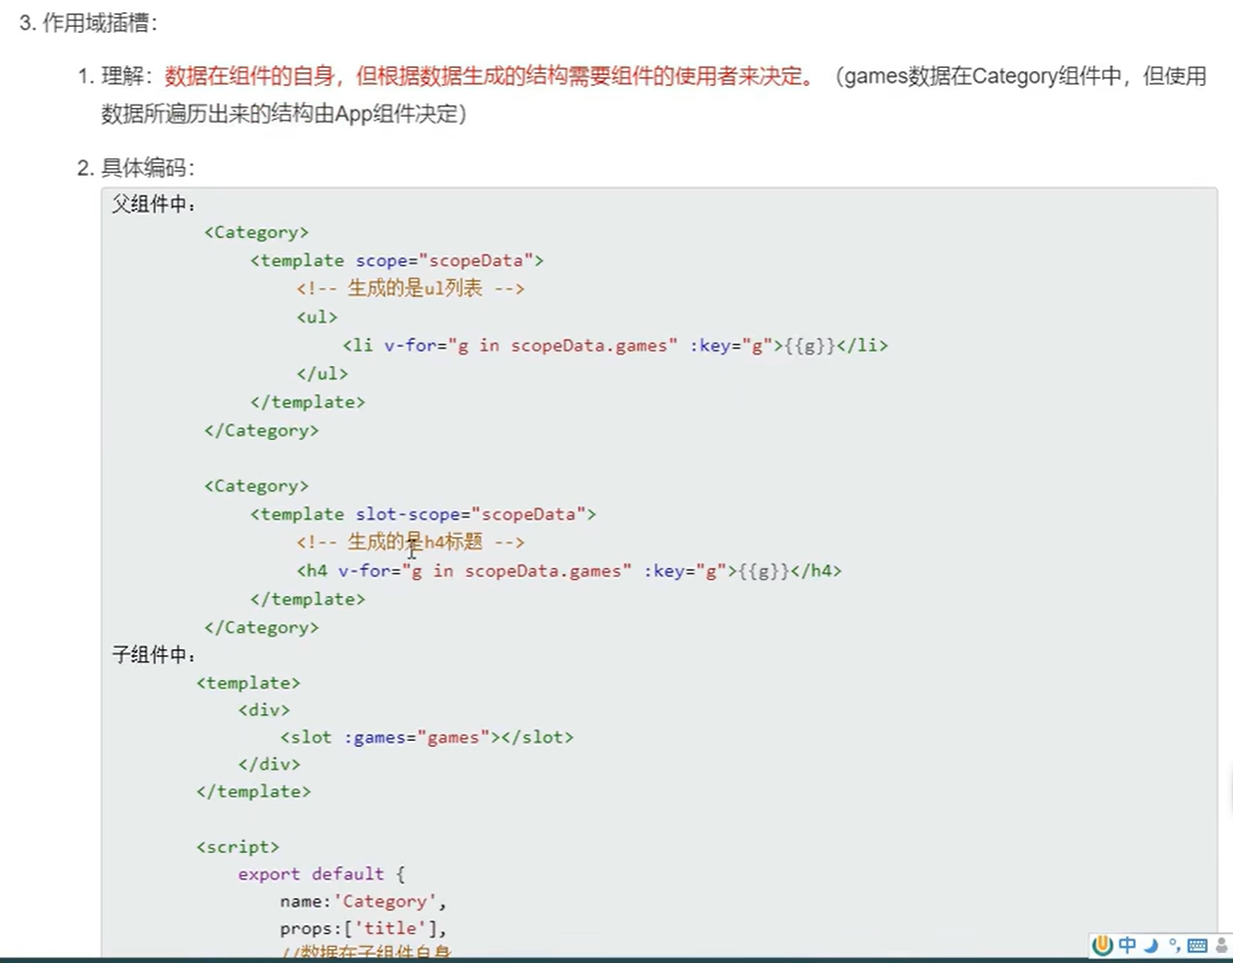 3. 作用域插槽：
1. 理解：数据在组件的自身，但根据数据生成的结构需要组件的使用者来决定。（games数据在Category组件中，但使用
数据所遍历出来的结构由App组件决定）
2. 具体编码：
父组件中：
<Category>
<template scope="scopeData">
<!-- 生成的是ul列表 -->
<ul>
<li v-for="g in scopeData.games" :key="g">{{g}}</li>
</ul>
</template>
</Category>
<Category>
<template slot-scope="scopeData">
<!-- 生成的是h4标题 -->
<h4 v-for="g in scopeData.games" :key="g">{{g}}</h4>
</template>
</Category>
子组件中：
<template>
<div>
<slot :games="games"></slot>
</div>
</template>
<script>
export default {
name:'Category',
props:['title'],
//数据在子组件自身
中